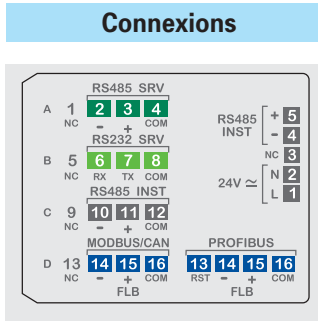 Connexions
RS485 SRV
A 1 2 3 4
NC - + COM
RS232 SRV
B 5 6 7 8
NC RX TX COM
RS485 INST
C 9 10 11 12
NC - + COM
MODBUS/CAN
D 13 14 15 16
NC - + COM
FLB
RS485 INST + 5
- 4
NC 3
24V ≃ N 2
L 1
PROFIBUS
13 14 15 16
RST - + COM
FLB